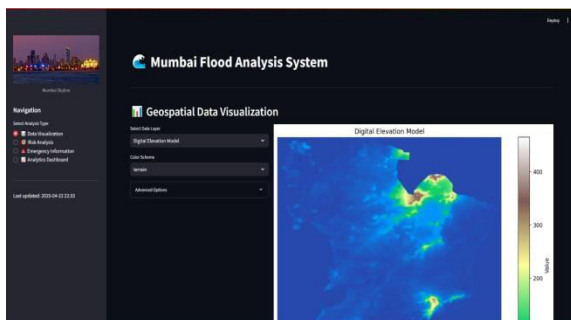 Deploy
Mumbai Skyline
Navigation
Select Analysis Type
Data Visualization
Risk Analysis
Emergency Information
Analytics Dashboard
Last updated: 2025-04-23 22:33
Mumbai Flood Analysis System
Geospatial Data Visualization
Select Data Layer
Digital Elevation Model
Color Scheme
terrain
Advanced Options
Digital Elevation Model
400
300
200
Value